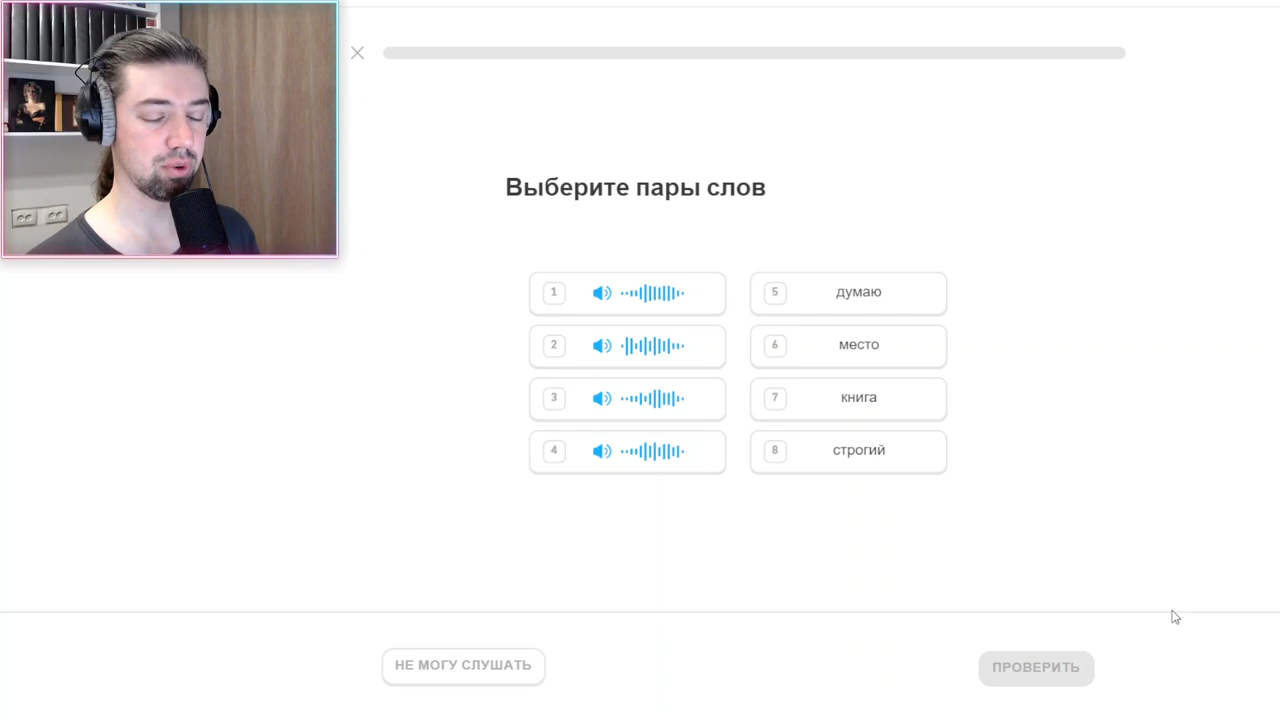 Выберите пары слов
1
5 думаю
2
6 место
3
7 книга
4
8 строгий
НЕ МОГУ СЛУШАТЬ
ПРОВЕРИТЬ